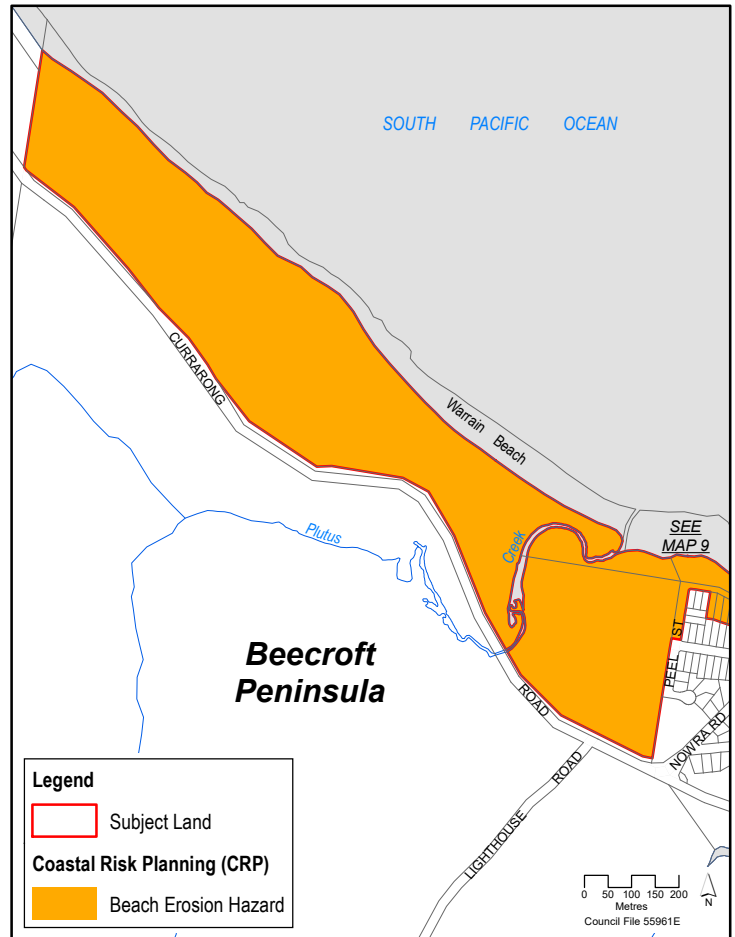 SOUTH PACIFIC OCEAN
CURRARONG
Warrain Beach
SEE
MAP 9
Creek
Plutus
Beecroft
Peninsula
PEEL ST
ROAD
NOWRA RD
LIGHTHOUSE ROAD
Legend
Subject Land
Coastal Risk Planning (CRP)
Beach Erosion Hazard
0 50 100 150 200
Metres
N
Council File 55961E